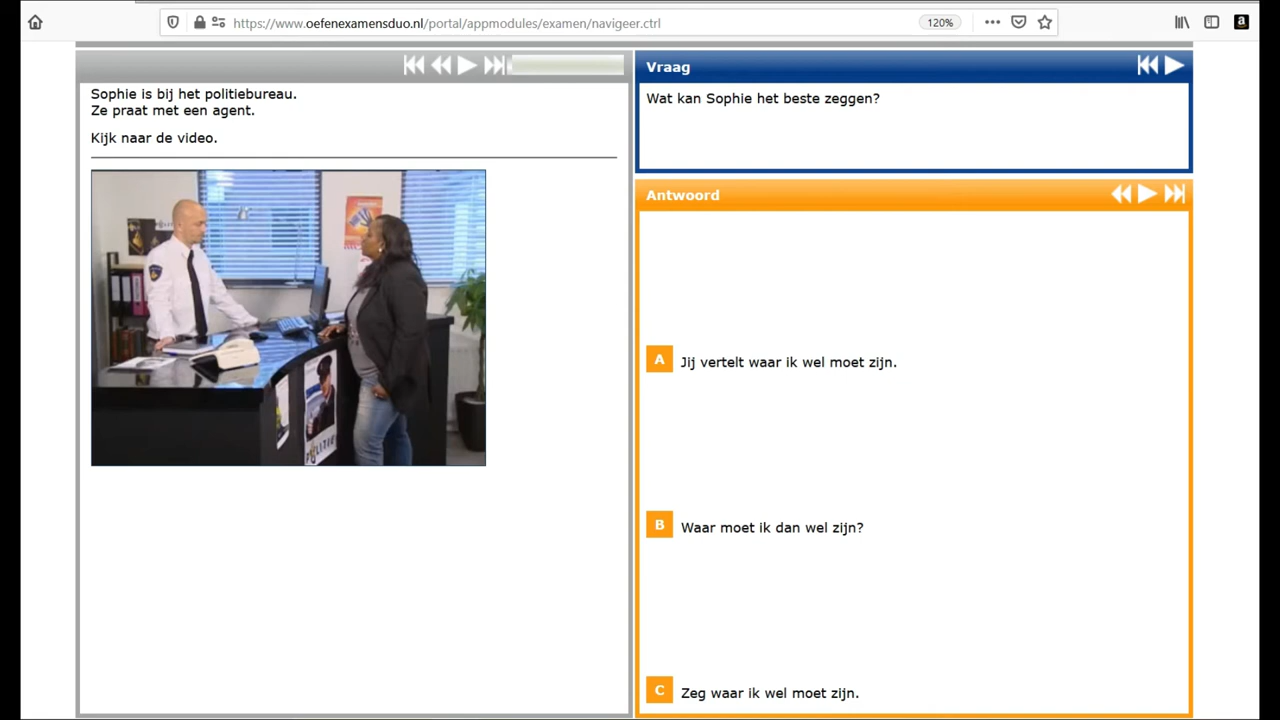 https://www.oefenexamensduo.nl/portal/appmodules/examen/navigeer.ctrl
120%
Sophie is bij het politiebureau.
Ze praat met een agent.
Kijk naar de video.
POLITIE
Vraag
Wat kan Sophie het beste zeggen?
Antwoord
A Jij vertelt waar ik wel moet zijn.
B Waar moet ik dan wel zijn?
C Zeg waar ik wel moet zijn.